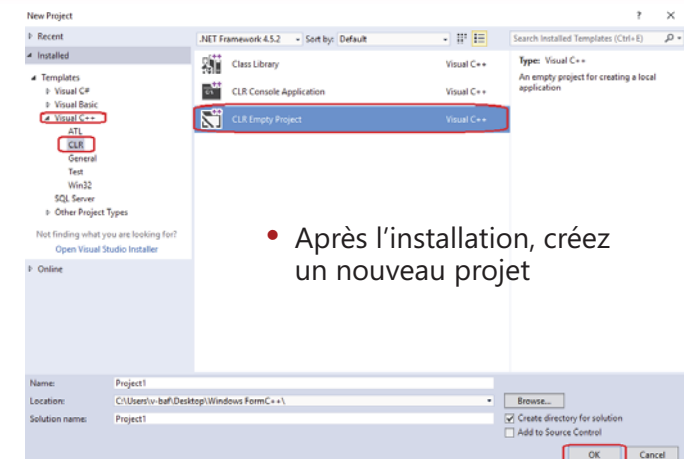 New Project
? ×
Recent
.NET Framework 4.5.2 Sort by: Default
Search Installed Templates (Ctrl+E)
Installed
Templates
Visual C#
Visual Basic
Visual C++
ATL
CLR
General
Test
Win32
SQL Server
Other Project Types
Not finding what you are looking for?
Open Visual Studio Installer
Online
Class Library Visual C++
CLR Console Application Visual C++
CLR Empty Project Visual C++
Type: Visual C++
An empty project for creating a local
application
• Après l’installation, créez
un nouveau projet
Name: Project1
Location: C:\Users\v-baf\Desktop\Windows FormC++\
Browse...
Solution name: Project1
Create directory for solution
Add to Source Control
OK Cancel